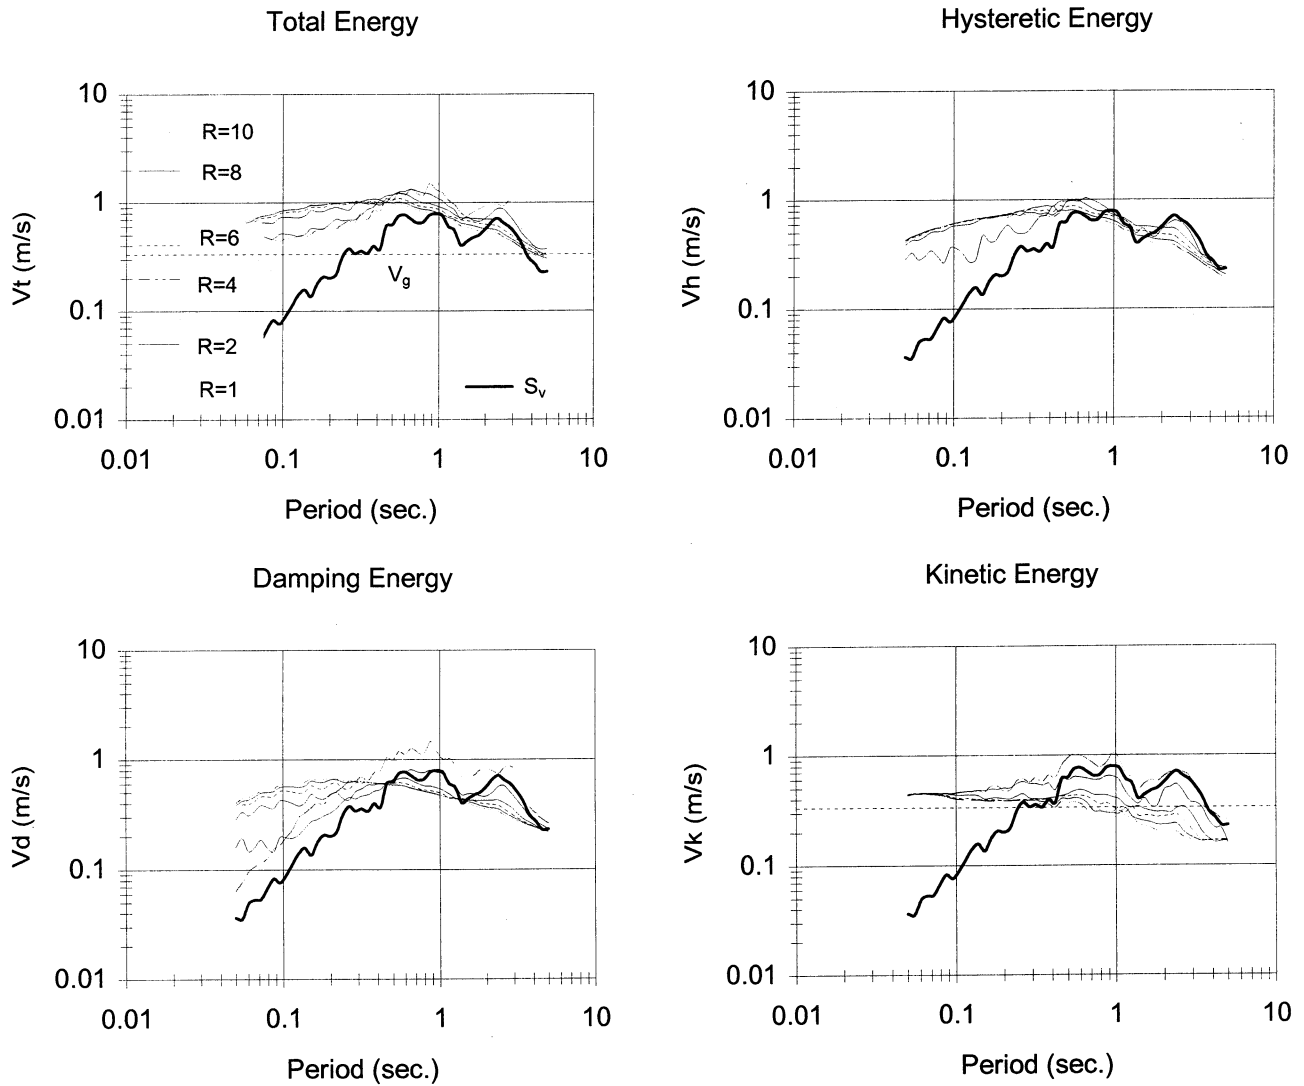 Total Energy
10
1
0.1
0.01
Vt (m/s)
R=10
R=8
R=6
R=4
R=2
R=1
Vg
Sv
0.01
0.1
1
10
Period (sec.)
Hysteretic Energy
10
1
0.1
0.01
Vh (m/s)
0.01
0.1
1
10
Period (sec.)
Damping Energy
10
1
0.1
0.01
Vd (m/s)
0.01
0.1
1
10
Period (sec.)
Kinetic Energy
10
1
0.1
0.01
Vk (m/s)
0.01
0.1
1
10
Period (sec.)